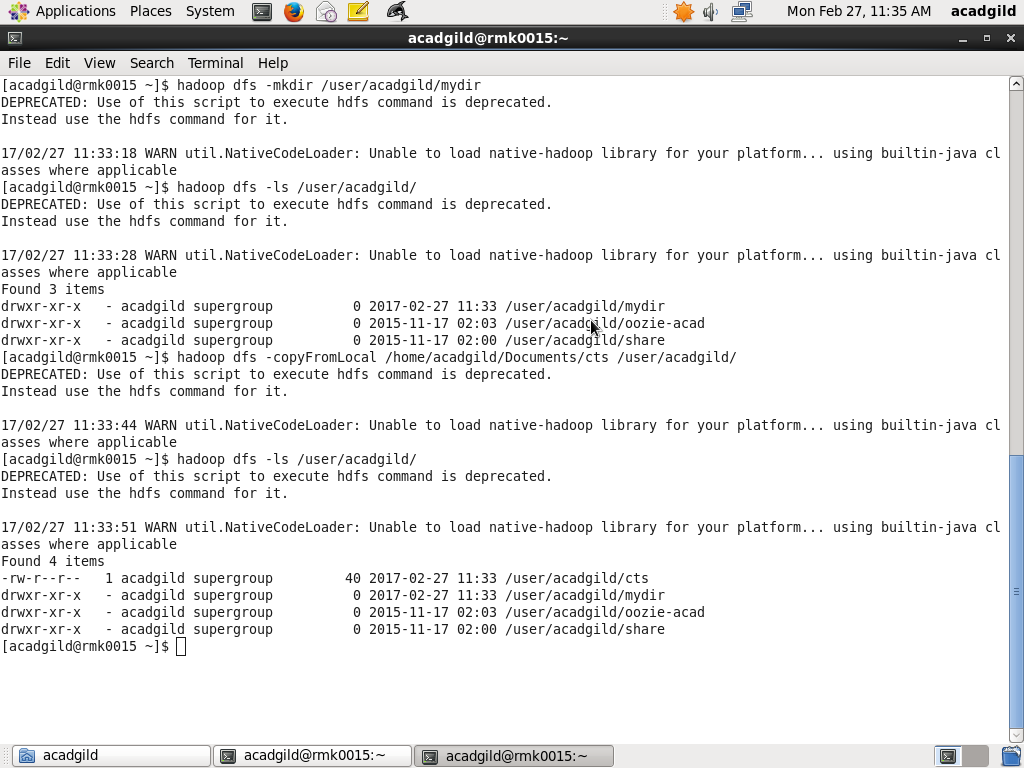 Applications Places System Mon Feb 27, 11:35 AM acadgild
acadgild@rmk0015:~
File Edit View Search Terminal Help
[acadgild@rmk0015 ~]$ hadoop dfs -mkdir /user/acadgild/mydir
DEPRECATED: Use of this script to execute hdfs command is deprecated.
Instead use the hdfs command for it.
17/02/27 11:33:18 WARN util.NativeCodeLoader: Unable to load native-hadoop library for your platform... using builtin-java cl
asses where applicable
[acadgild@rmk0015 ~]$ hadoop dfs -ls /user/acadgild/
DEPRECATED: Use of this script to execute hdfs command is deprecated.
Instead use the hdfs command for it.
17/02/27 11:33:28 WARN util.NativeCodeLoader: Unable to load native-hadoop library for your platform... using builtin-java cl
asses where applicable
Found 3 items
drwxr-xr-x   - acadgild supergroup          0 2017-02-27 11:33 /user/acadgild/mydir
drwxr-xr-x   - acadgild supergroup          0 2015-11-17 02:03 /user/acadgild/oozie-acad
drwxr-xr-x   - acadgild supergroup          0 2015-11-17 02:00 /user/acadgild/share
[acadgild@rmk0015 ~]$ hadoop dfs -copyFromLocal /home/acadgild/Documents/cts /user/acadgild/
DEPRECATED: Use of this script to execute hdfs command is deprecated.
Instead use the hdfs command for it.
17/02/27 11:33:44 WARN util.NativeCodeLoader: Unable to load native-hadoop library for your platform... using builtin-java cl
asses where applicable
[acadgild@rmk0015 ~]$ hadoop dfs -ls /user/acadgild/
DEPRECATED: Use of this script to execute hdfs command is deprecated.
Instead use the hdfs command for it.
17/02/27 11:33:51 WARN util.NativeCodeLoader: Unable to load native-hadoop library for your platform... using builtin-java cl
asses where applicable
Found 4 items
-rw-r--r--   1 acadgild supergroup         40 2017-02-27 11:33 /user/acadgild/cts
drwxr-xr-x   - acadgild supergroup          0 2017-02-27 11:33 /user/acadgild/mydir
drwxr-xr-x   - acadgild supergroup          0 2015-11-17 02:03 /user/acadgild/oozie-acad
drwxr-xr-x   - acadgild supergroup          0 2015-11-17 02:00 /user/acadgild/share
[acadgild@rmk0015 ~]$
acadgild acadgild@rmk0015:~ acadgild@rmk0015:~